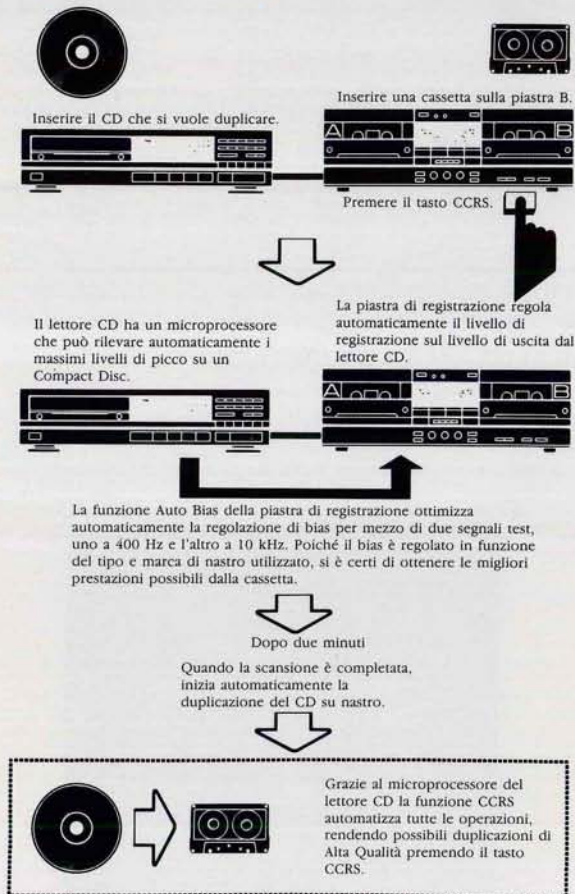 Inserire il CD che si vuole duplicare.
Inserire una cassetta sulla piastra B.
A
B
Premere il tasto CCRS.
Il lettore CD ha un microprocessore
che può rilevare automaticamente i
massimi livelli di picco su un
Compact Disc.
La piastra di registrazione regola
automaticamente il livello di
registrazione sul livello di uscita dal
lettore CD.
A
B
La funzione Auto Bias della piastra di registrazione ottimizza
automaticamente la regolazione di bias per mezzo di due segnali test,
uno a 400 Hz e l'altro a 10 kHz. Poiché il bias è regolato in funzione
del tipo e marca di nastro utilizzato, si è certi di ottenere le migliori
prestazioni possibili dalla cassetta.
Dopo due minuti
Quando la scansione è completata,
inizia automaticamente la
duplicazione del CD su nastro.
Grazie al microprocessore del
lettore CD la funzione CCRS
automatizza tutte le operazioni,
rendendo possibili duplicazioni di
Alta Qualità premendo il tasto
CCRS.